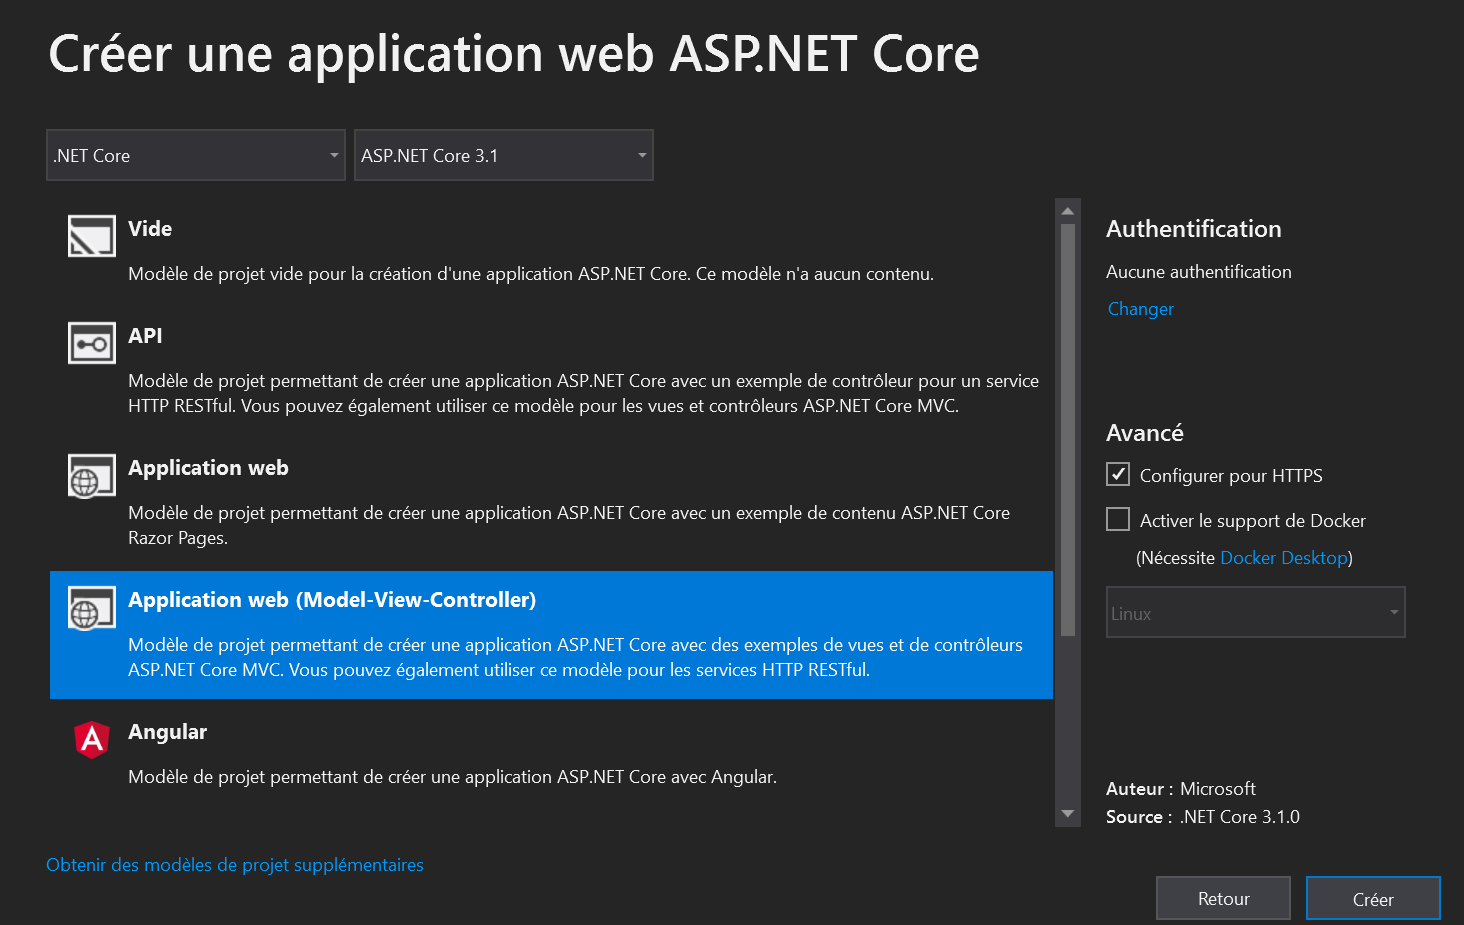 Créer une application web ASP.NET Core
.NET Core
ASP.NET Core 3.1
Vide
Modèle de projet vide pour la création d'une application ASP.NET Core. Ce modèle n'a aucun contenu.
API
Modèle de projet permettant de créer une application ASP.NET Core avec un exemple de contrôleur pour un service
HTTP RESTful. Vous pouvez également utiliser ce modèle pour les vues et contrôleurs ASP.NET Core MVC.
Application web
Modèle de projet permettant de créer une application ASP.NET Core avec un exemple de contenu ASP.NET Core
Razor Pages.
Application web (Model-View-Controller)
Modèle de projet permettant de créer une application ASP.NET Core avec des exemples de vues et de contrôleurs
ASP.NET Core MVC. Vous pouvez également utiliser ce modèle pour les services HTTP RESTful.
Angular
Modèle de projet permettant de créer une application ASP.NET Core avec Angular.
Obtenir des modèles de projet supplémentaires
Authentification
Aucune authentification
Changer
Avancé
Configurer pour HTTPS
Activer le support de Docker
(Nécessite Docker Desktop)
Linux
Auteur : Microsoft
Source : .NET Core 3.1.0
Retour
Créer